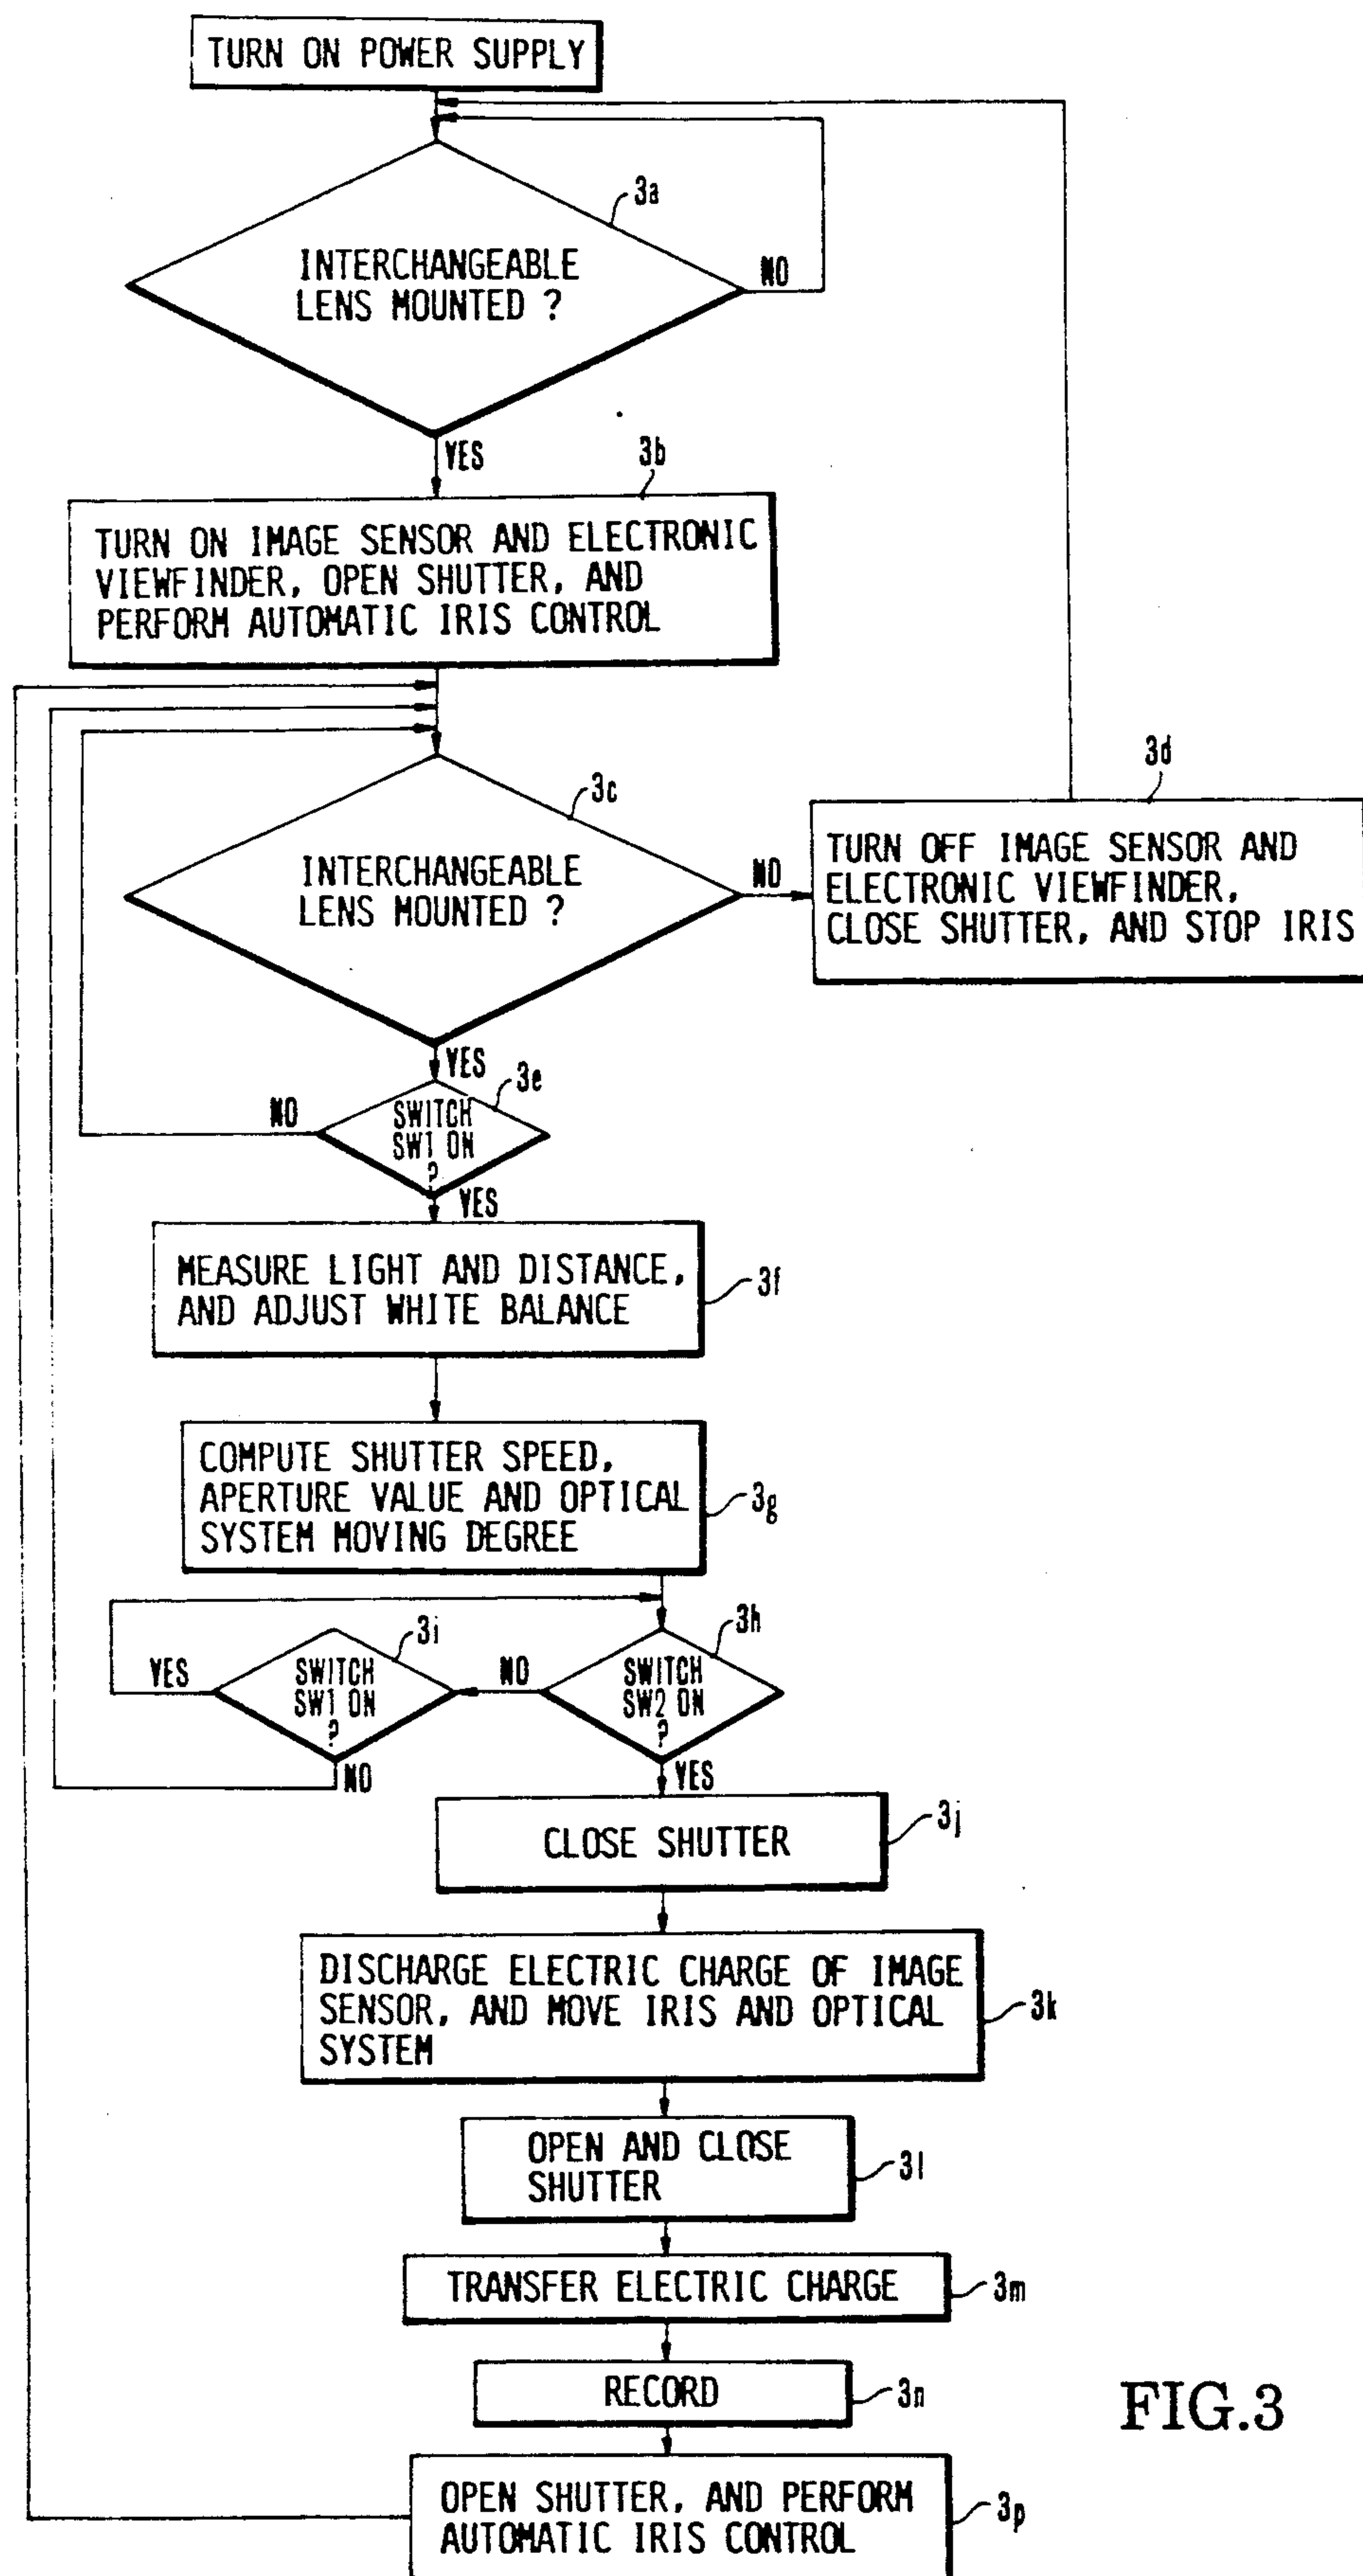 TURN ON POWER SUPPLY
3a
INTERCHANGEABLE
LENS MOUNTED ?
NO
YES
3b
TURN ON IMAGE SENSOR AND ELECTRONIC
VIEWFINDER, OPEN SHUTTER, AND
PERFORM AUTOMATIC IRIS CONTROL
3c
INTERCHANGEABLE
LENS MOUNTED ?
NO
3d
TURN OFF IMAGE SENSOR AND
ELECTRONIC VIEWFINDER,
CLOSE SHUTTER, AND STOP IRIS
YES
3e
NO
SWITCH
SW1 ON
?
YES
MEASURE LIGHT AND DISTANCE,
AND ADJUST WHITE BALANCE
3f
COMPUTE SHUTTER SPEED,
APERTURE VALUE AND OPTICAL
SYSTEM MOVING DEGREE
3g
3i
3h
YES
SWITCH
SW1 ON
?
NO
NO
SWITCH
SW2 ON
?
YES
CLOSE SHUTTER
3j
DISCHARGE ELECTRIC CHARGE OF IMAGE
SENSOR, AND MOVE IRIS AND OPTICAL
SYSTEM
3k
OPEN AND CLOSE
SHUTTER
3l
TRANSFER ELECTRIC CHARGE
3m
RECORD
3n
OPEN SHUTTER, AND PERFORM
AUTOMATIC IRIS CONTROL
3p
FIG.3